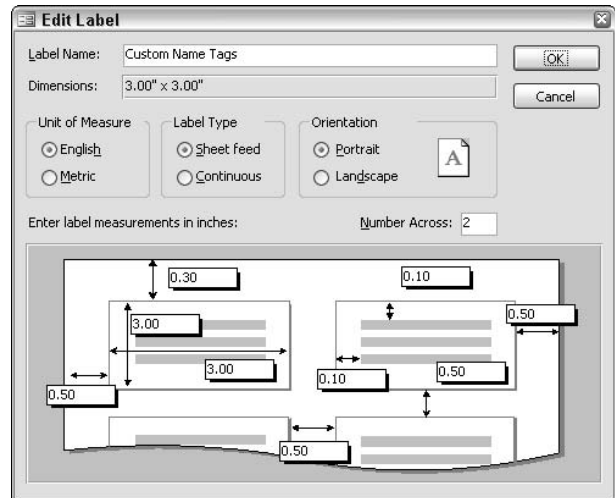 Edit Label
Label Name: Custom Name Tags
OK
Dimensions: 3.00" x 3.00"
Cancel
Unit of Measure
English
Metric
Label Type
Sheet feed
Continuous
Orientation
Portrait
Landscape
A
Enter label measurements in inches:
Number Across: 2
0.30
0.10
3.00
0.50
3.00
0.10
0.50
0.50
0.50